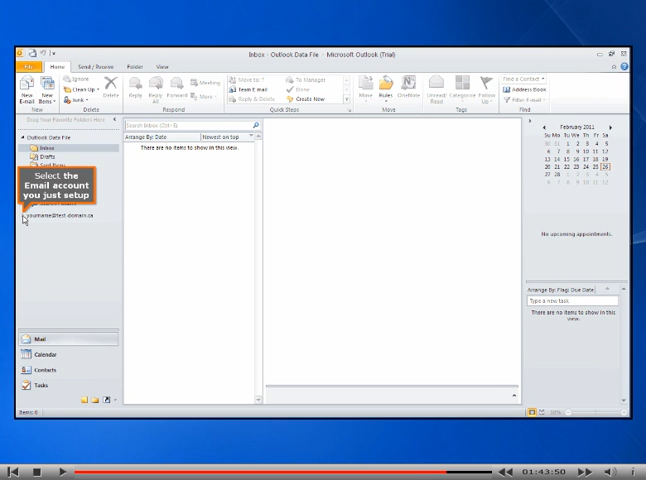 Inbox - Outlook Data File - Microsoft Outlook (Trial)
File Home Send / Receive Folder View
New E-mail
New Items
Ignore
Clean Up
Junk
Delete
Reply
Reply All
Forward
Meeting
More
Move to: ?
Team E-mail
Reply & Delete
To Manager
Done
Create New
Move
Rules
OneNote
Unread/ Read
Categorize
Follow Up
Find a Contact
Address Book
Filter E-mail
New Delete Respond Quick Steps Move Tags Find
Drag Your Favorite Folders Here
Outlook Data File
Inbox
Drafts
Sent Items
Select the
Email account
you just setup
yourname@test-domain.ca
Mail
Calendar
Contacts
Tasks
Items: 0
Search Inbox (Ctrl+E)
Arrange By: Date Newest on top
There are no items to show in this view.
February 2011
Su Mo Tu We Th Fr Sa
30 31 1 2 3 4 5
6 7 8 9 10 11 12
13 14 15 16 17 18 19
20 21 22 23 24 25 26
27 28 1 2 3 4 5
6 7 8 9 10 11 12
No upcoming appointments.
Arrange By: Flag: Due Date
Type a new task
There are no items to show in this
view.
01:43:50